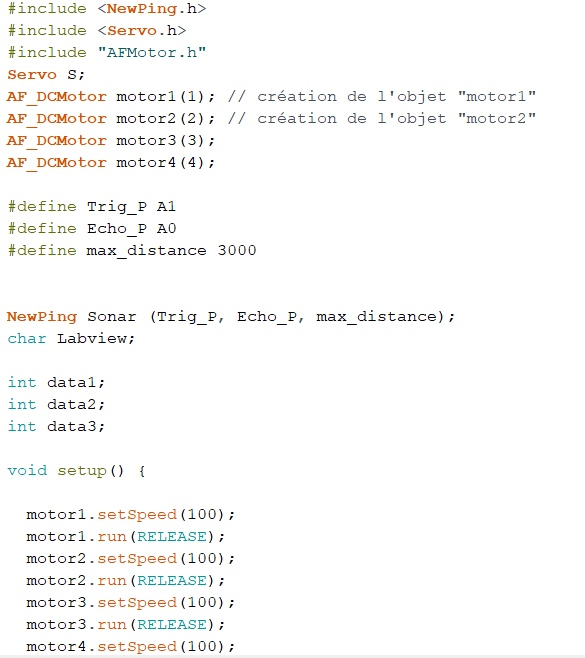 #include <NewPing.h>
#include <Servo.h>
#include "AFMotor.h"
Servo S;
AF_DCMotor motor1(1); // création de l'objet "motor1"
AF_DCMotor motor2(2); // création de l'objet "motor2"
AF_DCMotor motor3(3);
AF_DCMotor motor4(4);
#define Trig_P A1
#define Echo_P A0
#define max_distance 3000
NewPing Sonar (Trig_P, Echo_P, max_distance);
char Labview;
int data1;
int data2;
int data3;
void setup() {
motor1.setSpeed(100);
motor1.run(RELEASE);
motor2.setSpeed(100);
motor2.run(RELEASE);
motor3.setSpeed(100);
motor3.run(RELEASE);
motor4.setSpeed(100);